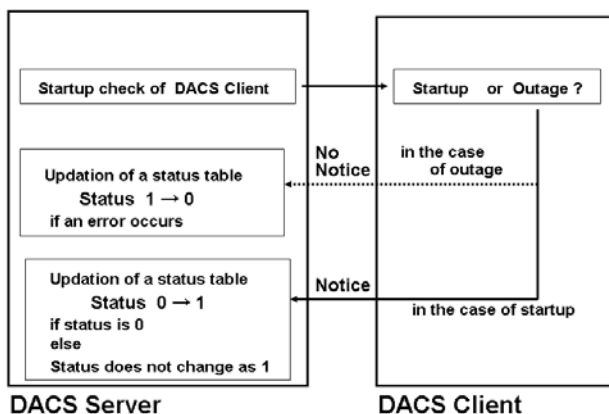 Startup check of DACS Client
Startup or Outage ?
No
Notice
in the case
of outage
Updation of a status table
Status 1 → 0
if an error occurs
Notice
in the case of startup
Updation of a status table
Status 0 → 1
if status is 0
else
Status does not change as 1
DACS Server
DACS Client